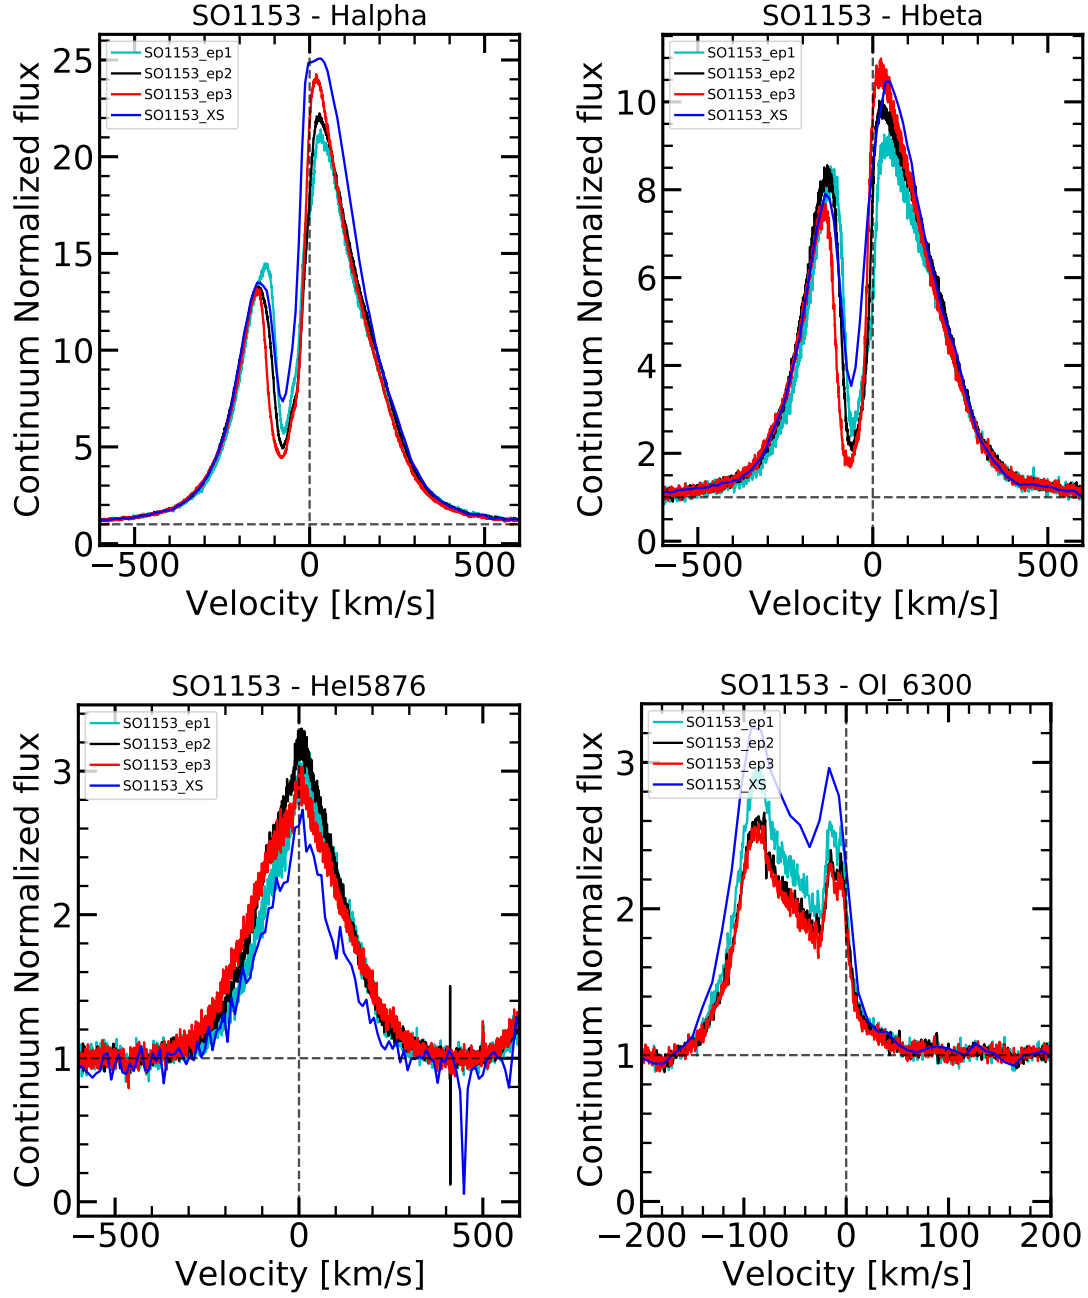 SO1153 - Halpha
Continuum Normalized flux
SO1153_ep1
SO1153_ep2
SO1153_ep3
SO1153_XS
25
20
15
10
5
0
−500 0 500
Velocity [km/s]
SO1153 - Hbeta
Continuum Normalized flux
SO1153_ep1
SO1153_ep2
SO1153_ep3
SO1153_XS
10
8
6
4
2
0
−500 0 500
Velocity [km/s]
SO1153 - HeI5876
Continuum Normalized flux
SO1153_ep1
SO1153_ep2
SO1153_ep3
SO1153_XS
3
2
1
0
−500 0 500
Velocity [km/s]
SO1153 - OI_6300
Continuum Normalized flux
SO1153_ep1
SO1153_ep2
SO1153_ep3
SO1153_XS
3
2
1
0
−200 −100 0 100 200
Velocity [km/s]